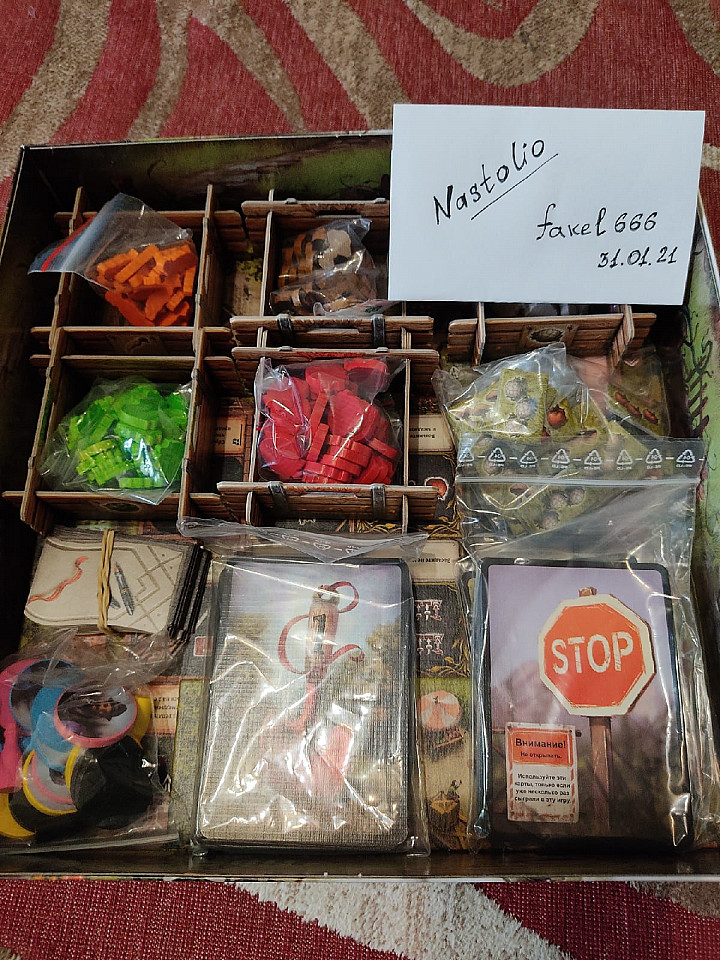 Nastolio
fakel 666
31.01.21
STOP
Внимание!
Не открывать.
Используйте эти
карты, только если
уже несколько раз
сыграли в эту игру.